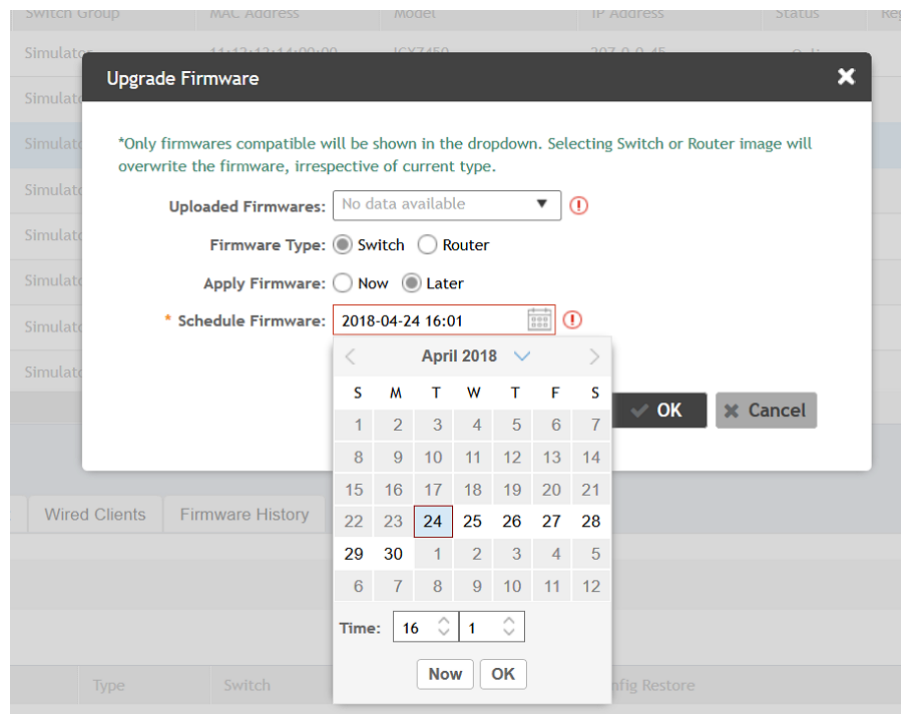 Switch Group MAC Address Model IP Address Status
Simulator
Upgrade Firmware
*Only firmwares compatible will be shown in the dropdown. Selecting Switch or Router image will
overwrite the firmware, irrespective of current type.
Uploaded Firmwares: No data available
Firmware Type: Switch Router
Apply Firmware: Now Later
* Schedule Firmware: 2018-04-24 16:01
April 2018
S M T W T F S
1 2 3 4 5 6 7
8 9 10 11 12 13 14
15 16 17 18 19 20 21
22 23 24 25 26 27 28
29 30 1 2 3 4 5
6 7 8 9 10 11 12
Time: 16 1
Now OK
OK Cancel
Wired Clients Firmware History
Type Switch nfig Restore